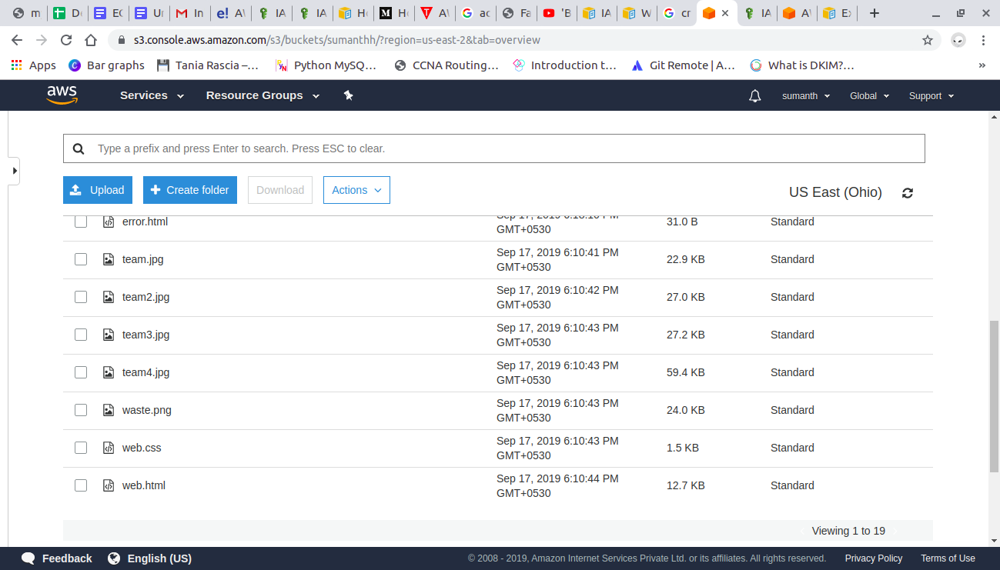 m
De
EC
Ur
In
e! A\
IA
IA
Ho
M Ho
A\
ac
Fa
'B
IA
W
cr
IA
A\
Ex
s3.console.aws.amazon.com/s3/buckets/sumanthh/?region=us-east-2&tab=overview
Apps Bar graphs Tania Rascia –... Python MySQ... CCNA Routing... Introduction t... Git Remote | A... What is DKIM?... »
aws Services Resource Groups sumanth Global Support
Type a prefix and press Enter to search. Press ESC to clear.
Upload Create folder Download Actions US East (Ohio)
error.html GMT+0530 31.0 B Standard
team.jpg Sep 17, 2019 6:10:41 PM GMT+0530 22.9 KB Standard
team2.jpg Sep 17, 2019 6:10:42 PM GMT+0530 27.0 KB Standard
team3.jpg Sep 17, 2019 6:10:43 PM GMT+0530 27.2 KB Standard
team4.jpg Sep 17, 2019 6:10:43 PM GMT+0530 59.4 KB Standard
waste.png Sep 17, 2019 6:10:43 PM GMT+0530 24.0 KB Standard
web.css Sep 17, 2019 6:10:43 PM GMT+0530 1.5 KB Standard
web.html Sep 17, 2019 6:10:44 PM GMT+0530 12.7 KB Standard
Viewing 1 to 19
Feedback English (US) © 2008 - 2019, Amazon Internet Services Private Ltd. or its affiliates. All rights reserved. Privacy Policy Terms of Use